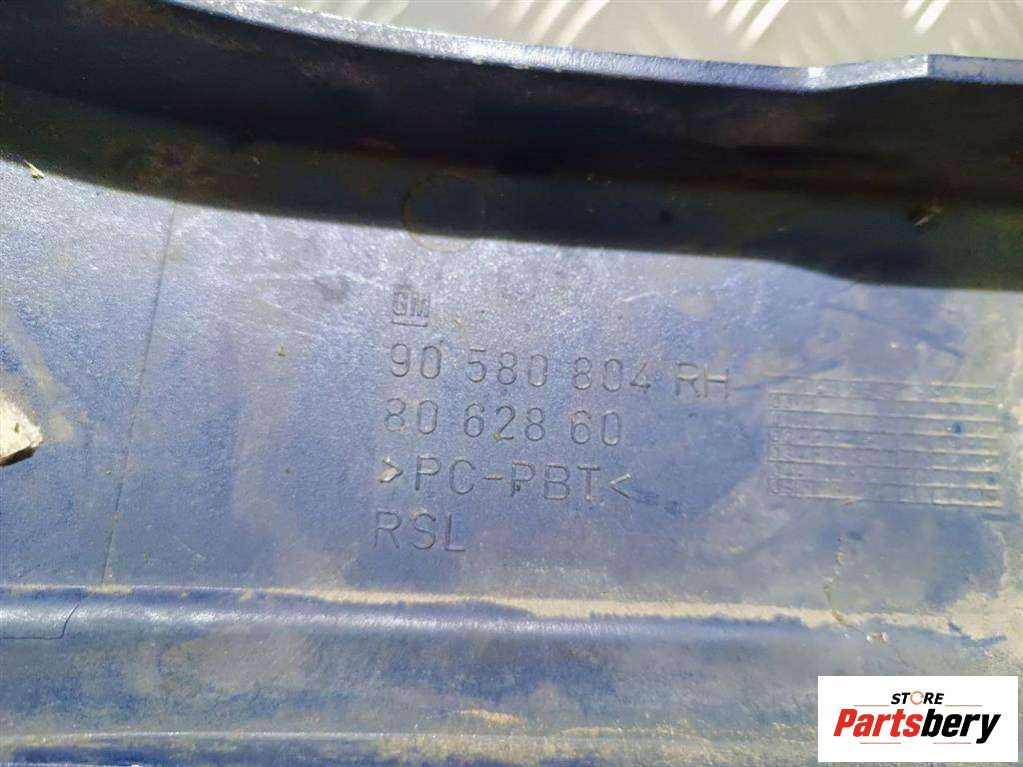 GM
90 580 804 RH
80 628 60
>PC-PBT<
RSL
STORE
Partsbery